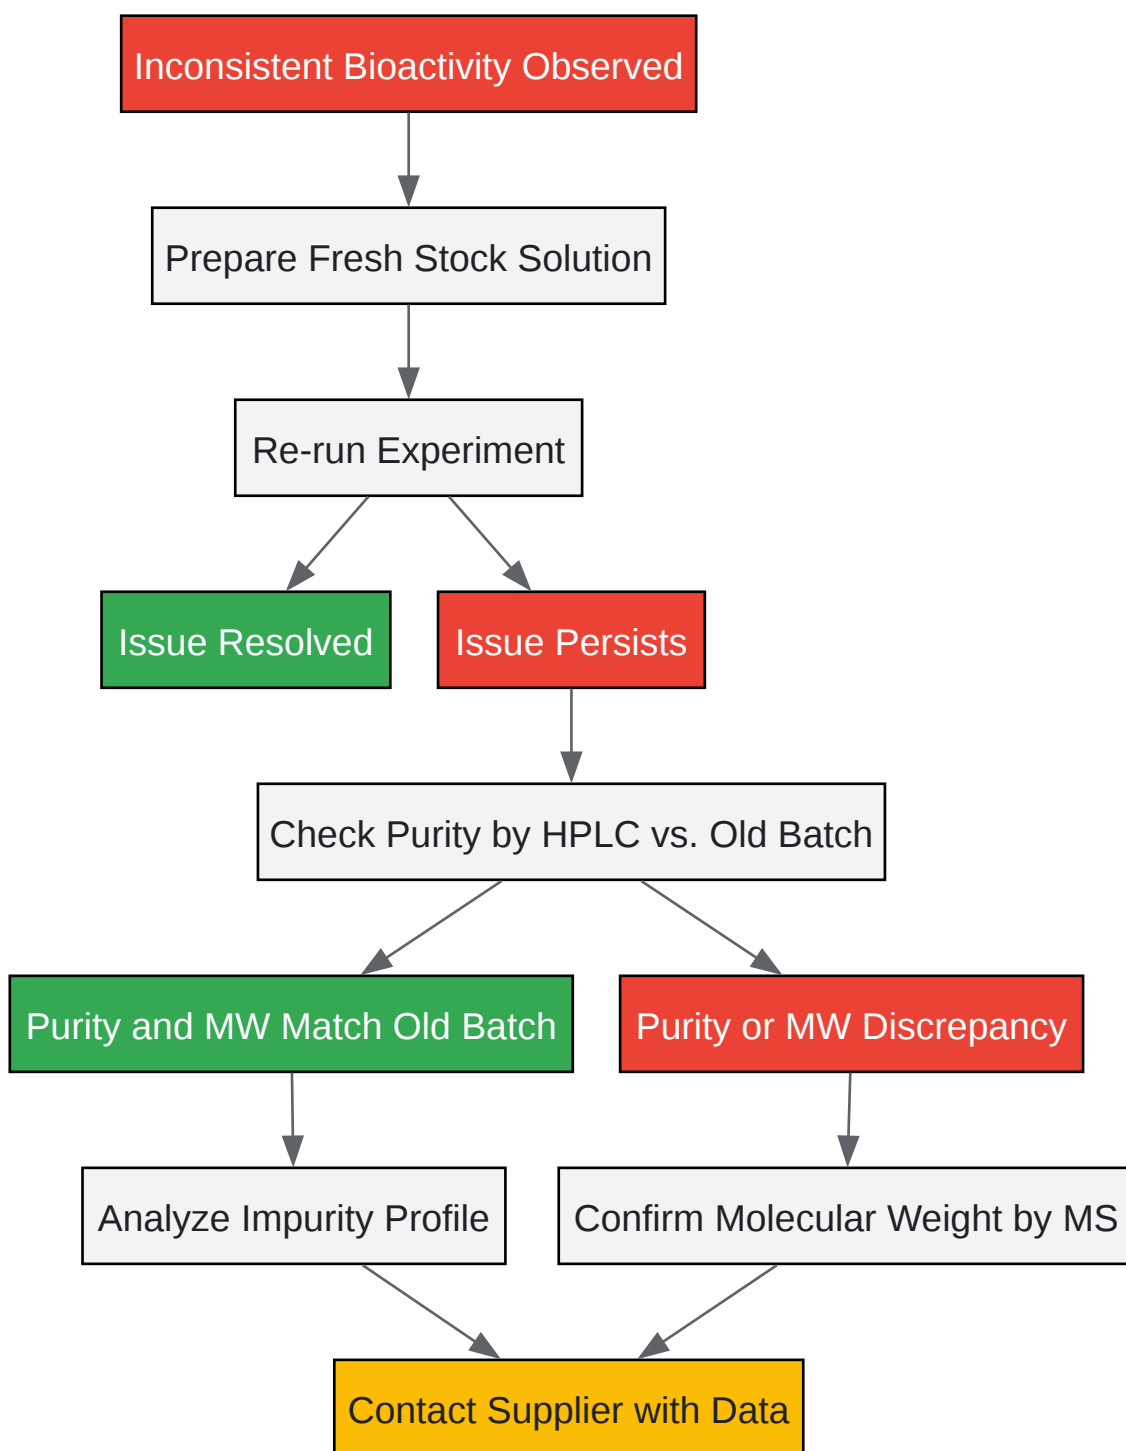 Inconsistent Bioactivity Observed
Prepare Fresh Stock Solution
Re-run Experiment
Issue Resolved
Issue Persists
Check Purity by HPLC vs. Old Batch
Purity and MW Match Old Batch
Purity or MW Discrepancy
Analyze Impurity Profile
Confirm Molecular Weight by MS
Contact Supplier with Data